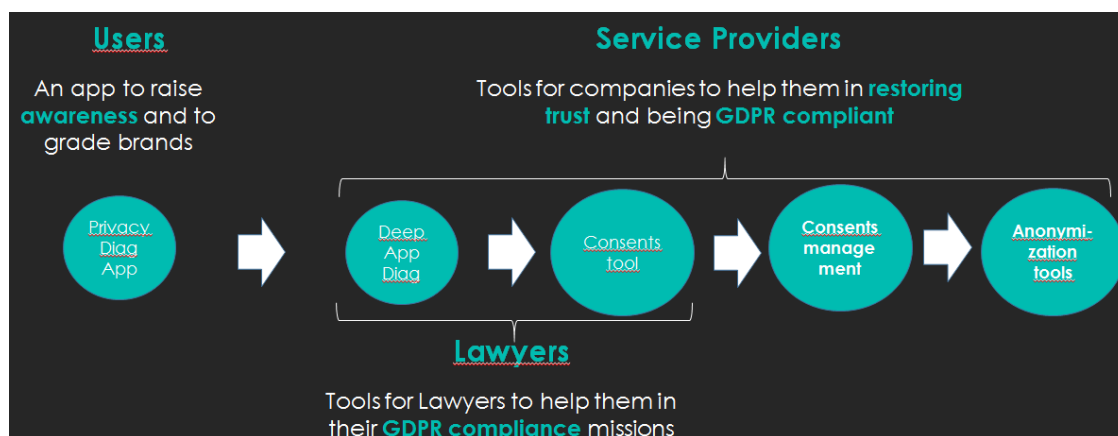 Users
An app to raise
awareness and to
grade brands
Service Providers
Tools for companies to help them in restoring
trust and being GDPR compliant
Privacy
Diag
App
Deep
App
Diag
Consents
tool
Consents
manage
ment
Anonymi-
zation
tools
Lawyers
Tools for Lawyers to help them in
their GDPR compliance missions